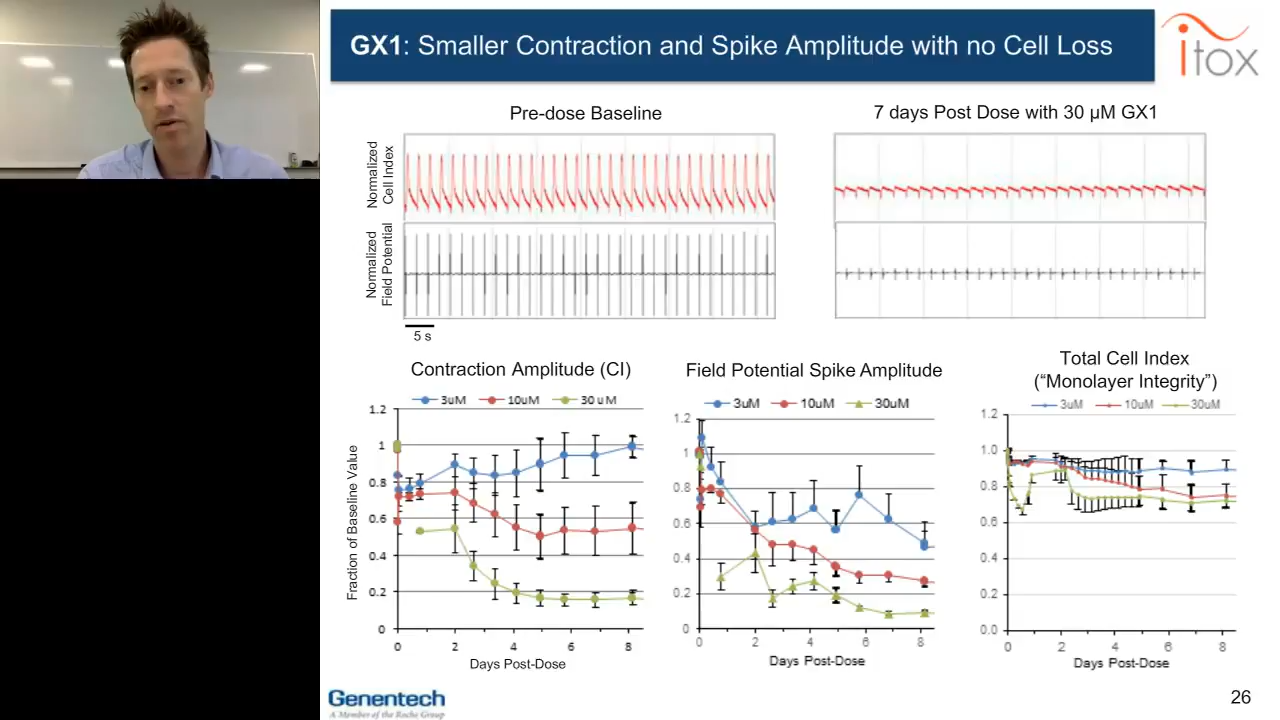 GX1: Smaller Contraction and Spike Amplitude with no Cell Loss
itox
Pre-dose Baseline
7 days Post Dose with 30 µM GX1
Normalized
Cell Index
Normalized
Field Potential
5 s
Contraction Amplitude (CI)
3uM 10uM 30 uM
Fraction of Baseline Value
1.2
1
0.8
0.6
0.4
0.2
0
0 2 4 6 8
Days Post-Dose
Field Potential Spike Amplitude
3uM 10uM 30uM
1.2
1
0.8
0.6
0.4
0.2
0
0 2 4 6 8
Days Post-Dose
Total Cell Index
("Monolayer Integrity")
3uM 10uM 30uM
1.2
1.0
0.8
0.6
0.4
0.2
0.0
0 2 4 6 8
Days Post-Dose
Genentech
A Member of the Roche Group
26